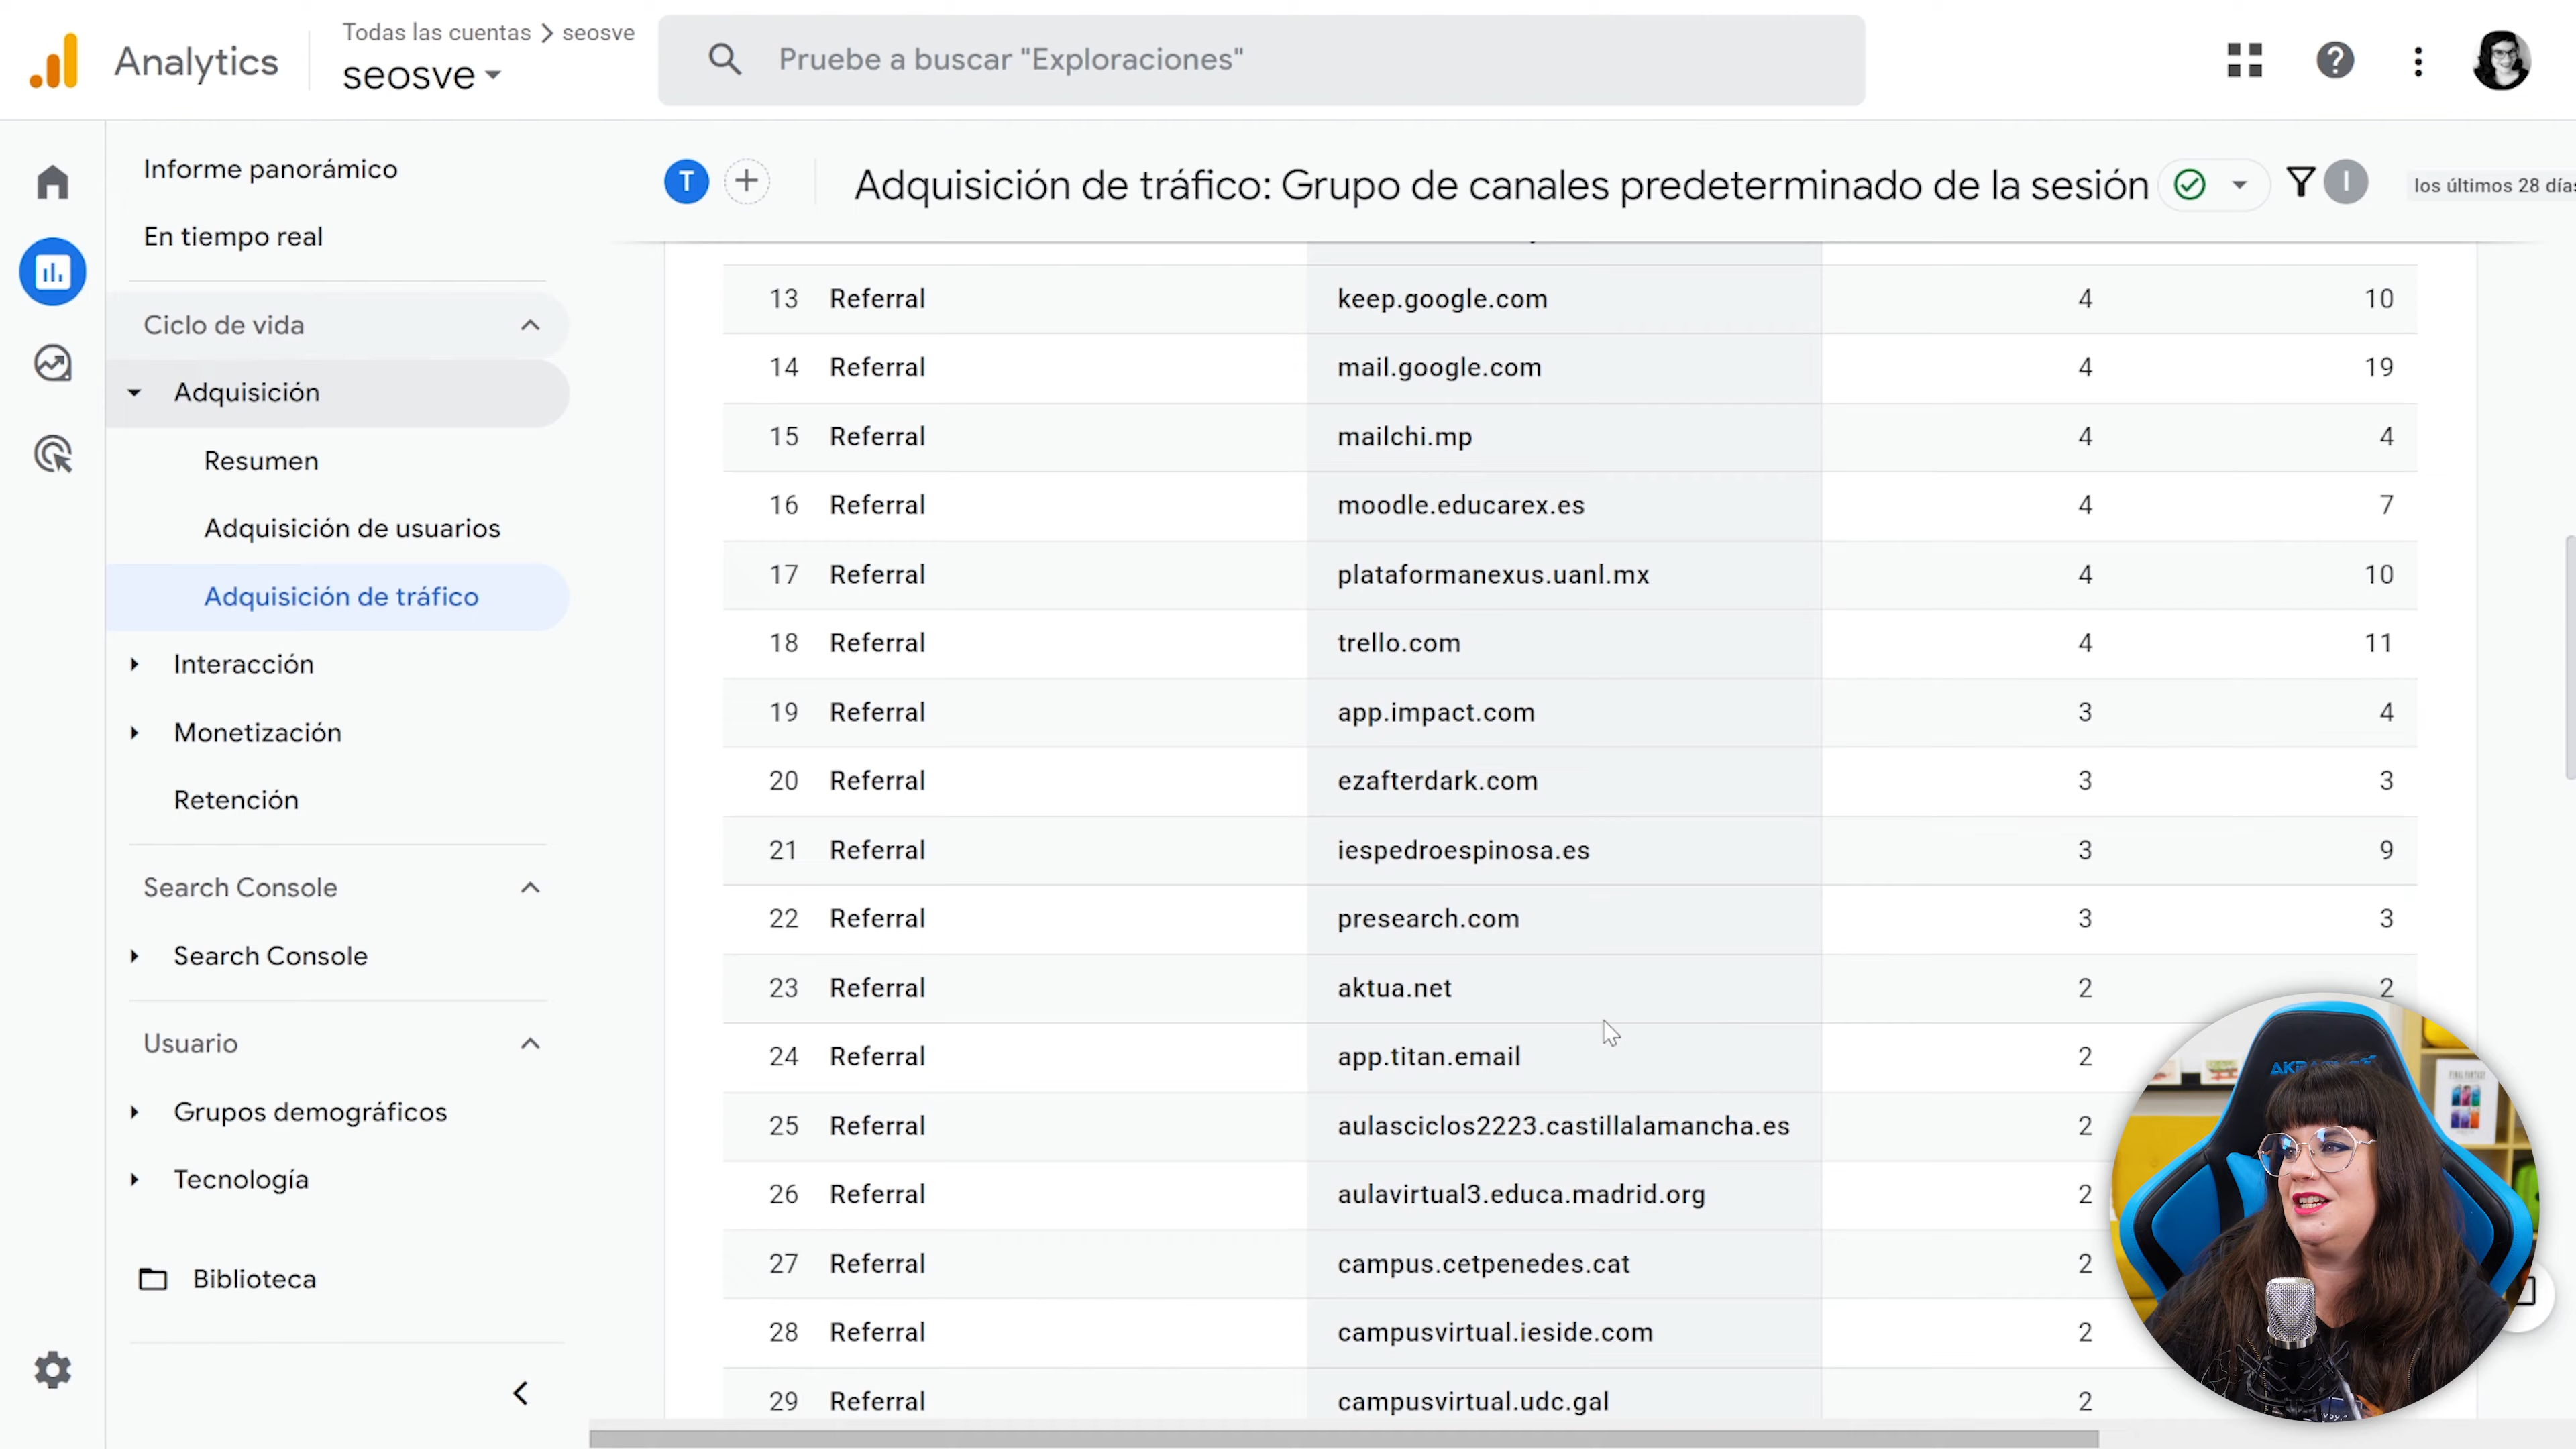 Analytics
Todas las cuentas > seosve
seosve
Pruebe a buscar "Exploraciones"
Informe panorámico
En tiempo real
Ciclo de vida
Adquisición
Resumen
Adquisición de usuarios
Adquisición de tráfico
Interacción
Monetización
Retención
Search Console
Search Console
Usuario
Grupos demográficos
Tecnología
Biblioteca
T
Adquisición de tráfico: Grupo de canales predeterminado de la sesión
I
los últimos 28 días
13 Referral keep.google.com 4 10
14 Referral mail.google.com 4 19
15 Referral mailchi.mp 4 4
16 Referral moodle.educarex.es 4 7
17 Referral plataformanexus.uanl.mx 4 10
18 Referral trello.com 4 11
19 Referral app.impact.com 3 4
20 Referral ezafterdark.com 3 3
21 Referral iespedroespinosa.es 3 9
22 Referral presearch.com 3 3
23 Referral aktua.net 2 2
24 Referral app.titan.email 2
25 Referral aulasciclos2223.castillalamancha.es 2
26 Referral aulavirtual3.educa.madrid.org 2
27 Referral campus.cetpenedes.cat 2
28 Referral campusvirtual.ieside.com 2
29 Referral campusvirtual.udc.gal 2
FINAL FANTASY